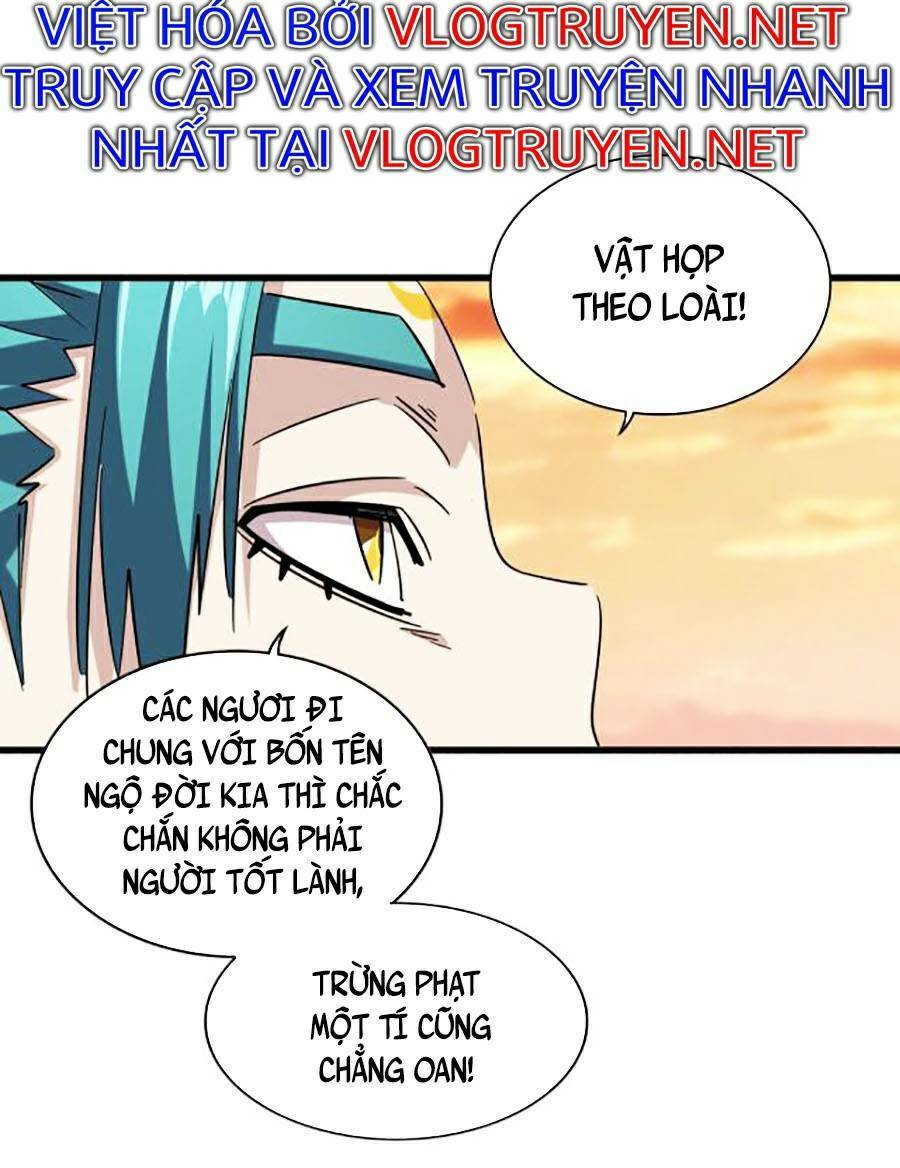 VIỆT HÓA BỞI VLOGTRUYEN.NET
TRUY CẬP VÀ XEM TRUYỆN NHANH
NHẤT TẠI VLOGTRUYEN.NET
VẬT HỌP
THEO LOÀI!
CÁC NGƯƠI ĐI
CHUNG VỚI BỐN TÊN
NGỘ ĐỜI KIA THÌ CHẮC
CHẮN KHÔNG PHẢI
NGƯỜI TỐT LÀNH,
TRỪNG PHẠT
MỘT TÍ CŨNG
CHẲNG OAN!